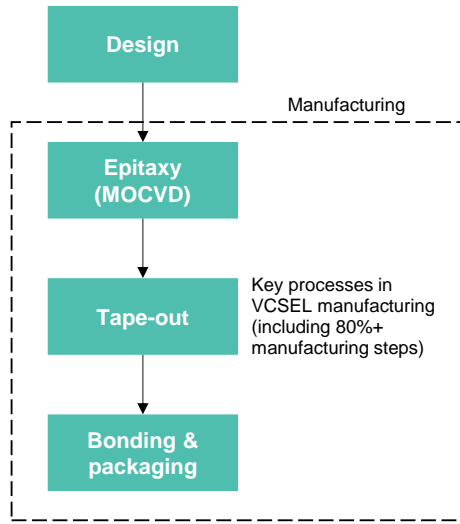 Design
Manufacturing
Epitaxy
(MOCVD)
Tape-out
Key processes in
VCSEL manufacturing
(including 80%+
manufacturing steps)
Bonding &
packaging